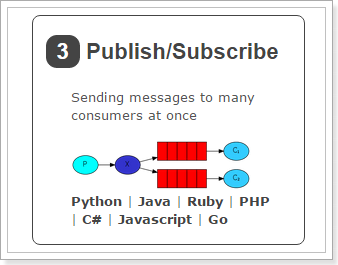 3 Publish/Subscribe
Sending messages to many
consumers at once
P
X
C₁
C₂
Python | Java | Ruby | PHP
| C# | Javascript | Go